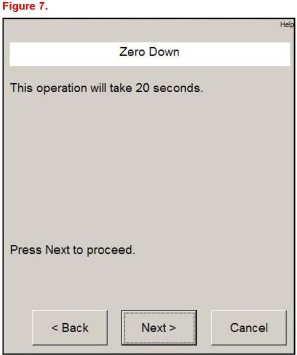 Figure 7.
Help
Zero Down
This operation will take 20 seconds.
Press Next to proceed.
< Back
Next >
Cancel